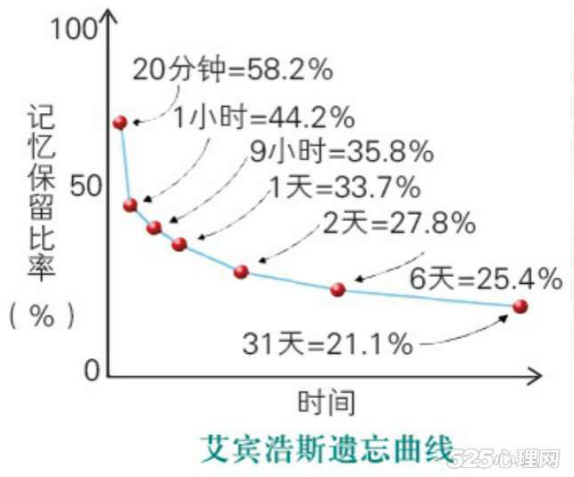 100
20分钟=58.2%
1小时=44.2%
9小时=35.8%
50
1天=33.7%
2天=27.8%
6天=25.4%
31天=21.1%
0
记忆保留比率
(%)
时间
艾宾浩斯遗忘曲线
525心理网